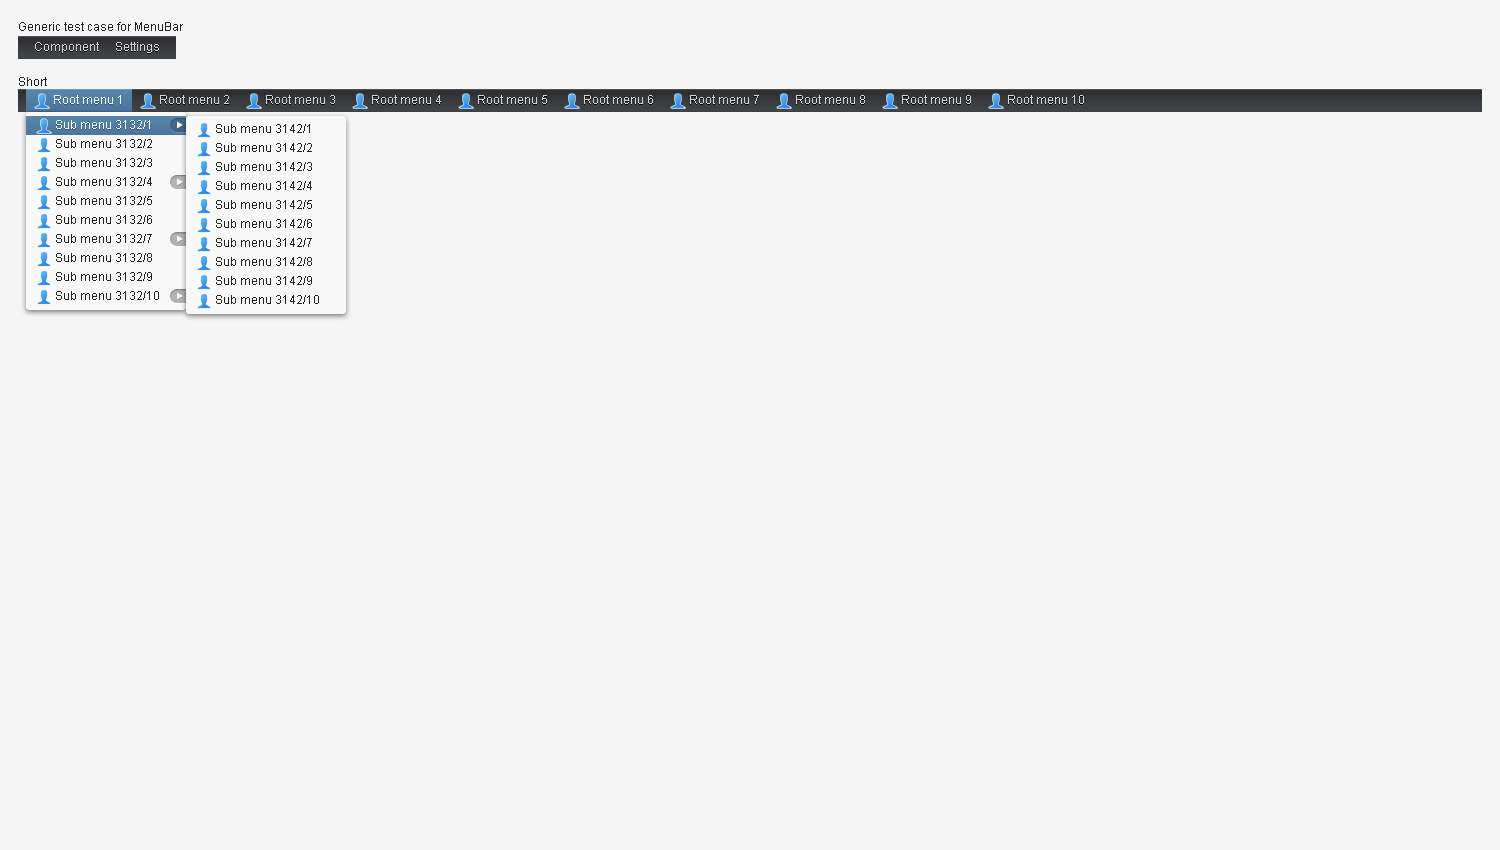 Generic test case for MenuBar
Component Settings
Short
Root menu 1 Root menu 2 Root menu 3 Root menu 4 Root menu 5 Root menu 6 Root menu 7 Root menu 8 Root menu 9 Root menu 10
Sub menu 3132/1
Sub menu 3132/2
Sub menu 3132/3
Sub menu 3132/4
Sub menu 3132/5
Sub menu 3132/6
Sub menu 3132/7
Sub menu 3132/8
Sub menu 3132/9
Sub menu 3132/10
Sub menu 3142/1
Sub menu 3142/2
Sub menu 3142/3
Sub menu 3142/4
Sub menu 3142/5
Sub menu 3142/6
Sub menu 3142/7
Sub menu 3142/8
Sub menu 3142/9
Sub menu 3142/10